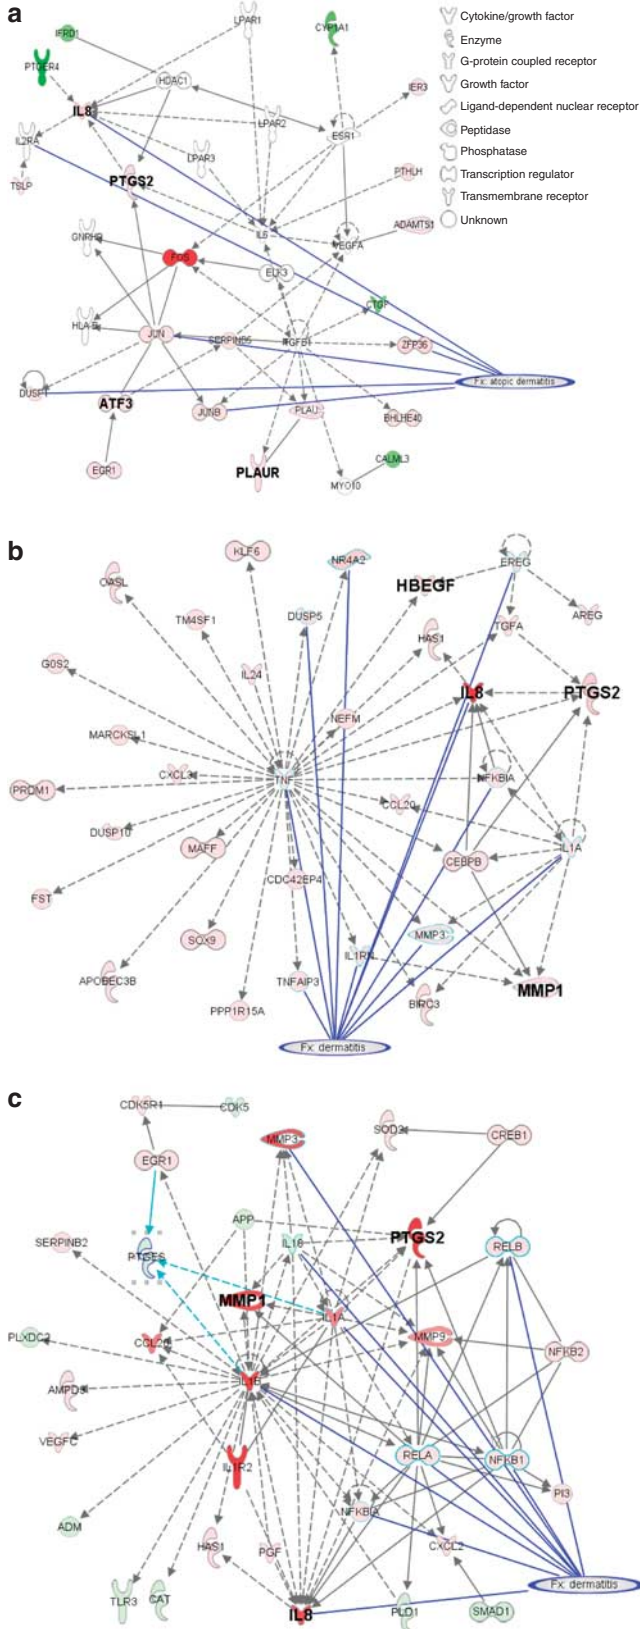 a
LPAR1
CYP1A1
IFRD1
PTGER4
HDAC1
IER3
IL8
LPAR2
ESR1
IL2RA
LPAR3
TSLP
PTGS2
PTHLH
GNRHR
IL6
VEGFA
ADAMTS1
FOS
ELK3
CTGF
HLA-B
JUN
SERPINB5
TGFB1
ZFP36
Fx: atopic dermatitis
DUSP1
ATF3
JUNB
PLAU
BHLHE40
EGR1
PLAUR
CALML3
MYO10
Cytokine/growth factor
Enzyme
G-protein coupled receptor
Growth factor
Ligand-dependent nuclear receptor
Peptidase
Phosphatase
Transcription regulator
Transmembrane receptor
Unknown
b
KLF6
NR4A2
EREG
OASL
HBEGF
TM4SF1
DUSP5
TGFA
AREG
HAS1
G0S2
IL24
IL8
PTGS2
NEFM
MARCKSL1
CXCL3
TNF
NFKBIA
PRDM1
CCL20
DUSP10
MAFF
IL1A
CEBPB
CDC42EP4
FST
SOX9
MMP3
IL1RN
APOBEC3B
TNFAIP3
MMP1
PPP1R15A
BIRC3
Fx: dermatitis
c
CDK5R1
CDK5
MMP3
SOD2
CREB1
EGR1
APP
SERPINB2
PTGES
IL18
PTGS2
RELB
MMP1
IL1A
PLXDC2
CCL20
MMP9
NFKB2
IL1B
AMPD3
VEGFC
IL1R2
RELA
NFKB1
PI3
NFKBIA
ADM
HAS1
PGF
CXCL2
Fx: dermatitis
TLR3
CAT
IL8
PLD1
SMAD1